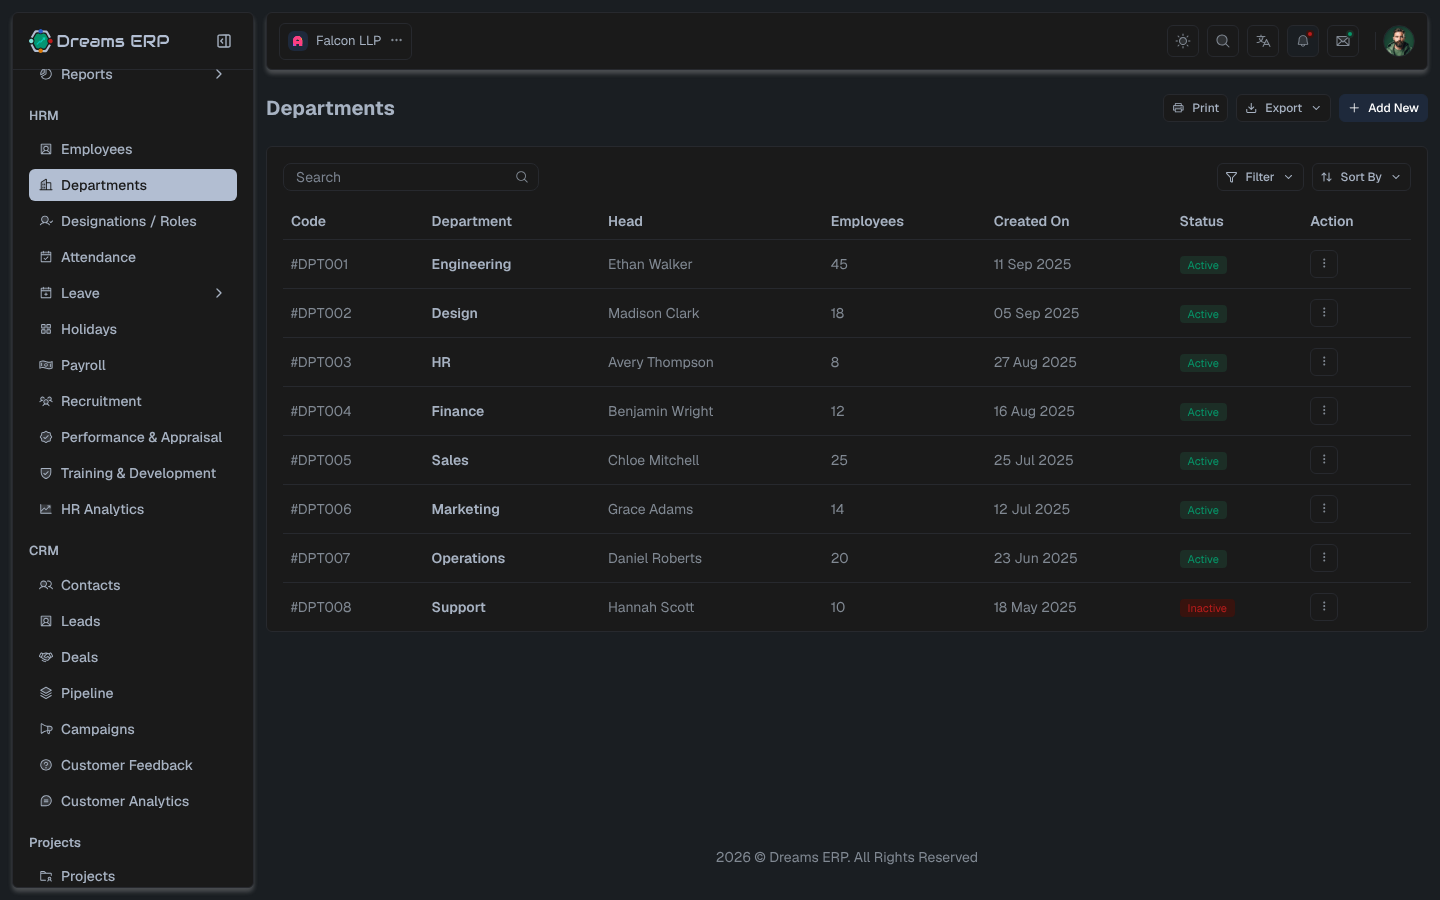 Dreams ERP
Reports
HRM
Employees
Departments
Designations / Roles
Attendance
Leave
Holidays
Payroll
Recruitment
Performance & Appraisal
Training & Development
HR Analytics
CRM
Contacts
Leads
Deals
Pipeline
Campaigns
Customer Feedback
Customer Analytics
Projects
Projects
Falcon LLP
Departments
Print
Export
Add New
Search
Filter
Sort By
Code Department Head Employees Created On Status Action
#DPT001 Engineering Ethan Walker 45 11 Sep 2025 Active
#DPT002 Design Madison Clark 18 05 Sep 2025 Active
#DPT003 HR Avery Thompson 8 27 Aug 2025 Active
#DPT004 Finance Benjamin Wright 12 16 Aug 2025 Active
#DPT005 Sales Chloe Mitchell 25 25 Jul 2025 Active
#DPT006 Marketing Grace Adams 14 12 Jul 2025 Active
#DPT007 Operations Daniel Roberts 20 23 Jun 2025 Active
#DPT008 Support Hannah Scott 10 18 May 2025 Inactive
2026 © Dreams ERP. All Rights Reserved